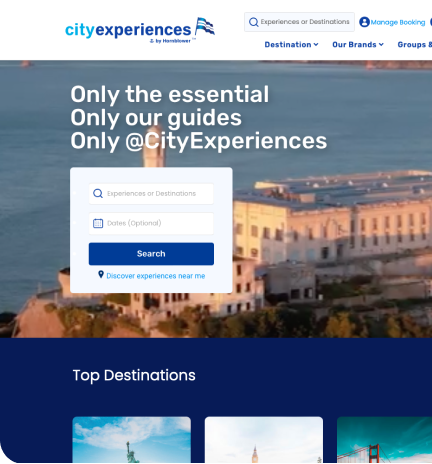 cityexperiences
& by Hornblower™
Experiences or Destinations
Manage Booking
Destination
Our Brands
Groups &
Only the essential
Only our guides
Only @CityExperiences
Experiences or Destinations
Dates (Optional)
Search
Discover experiences near me
Top Destinations